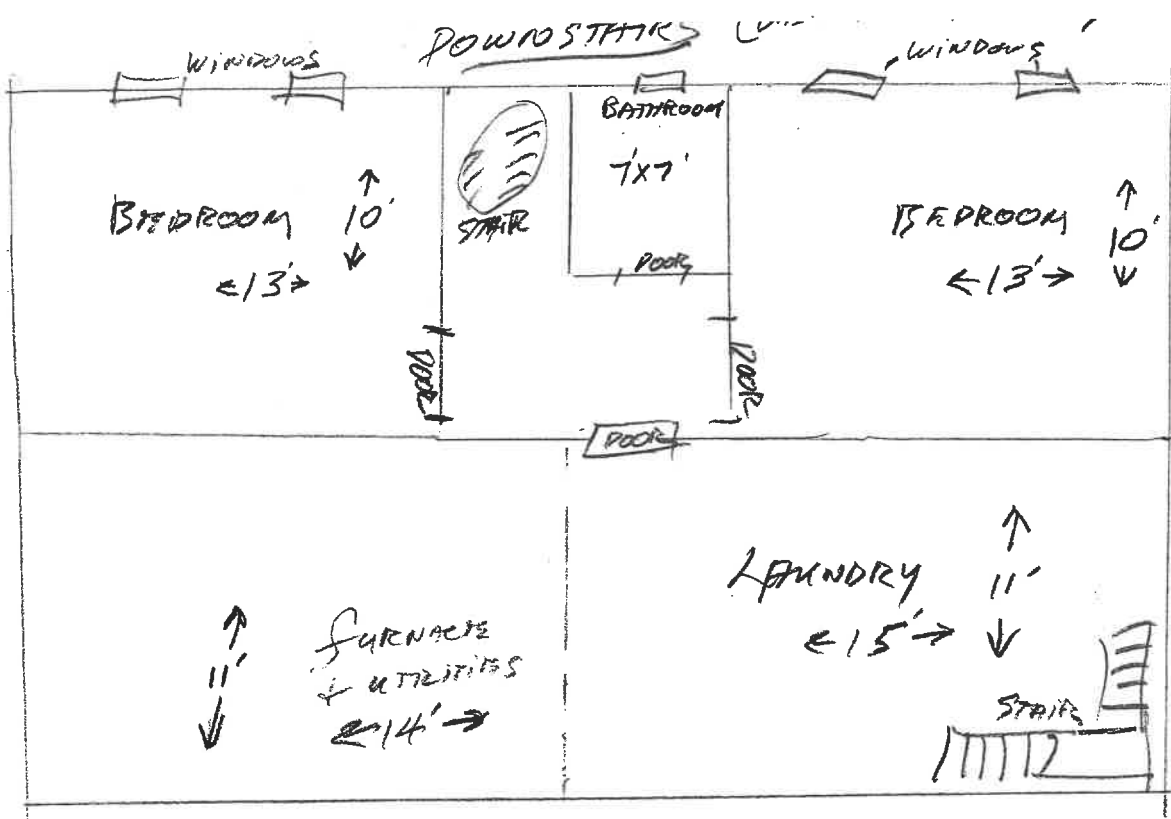 DOWNSTAIRS
WINDOWS
WINDOWS
BATHROOM
7'x7'
BEDROOM
10'
13'
STAIR
DOOR
BEDROOM
10'
13'
DOOR
DOOR
DOOR
LAUNDRY
11'
15'
FURNACE
+ UTILITIES
11'
14'
STAIR